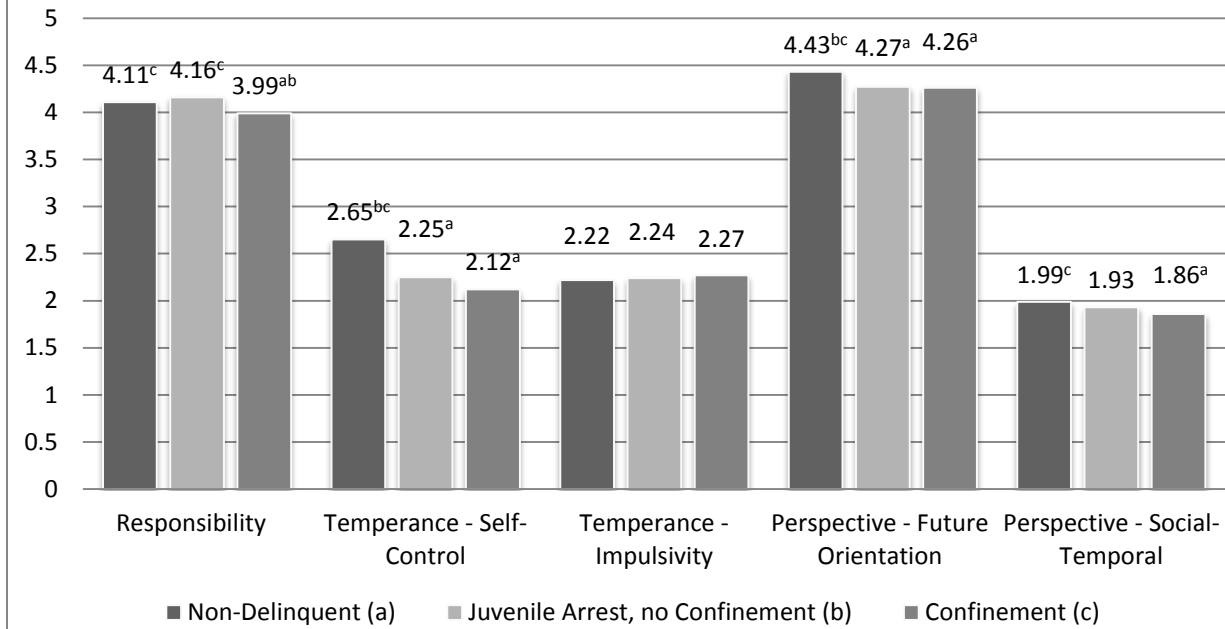 5
4.5
4
3.5
3
2.5
2
1.5
1
0.5
0
4.11ᶜ 4.16ᶜ 3.99ᵃᵇ
2.65ᵇᶜ 2.25ᵃ 2.12ᵃ
2.22 2.24 2.27
4.43ᵇᶜ 4.27ᵃ 4.26ᵃ
1.99ᶜ 1.93 1.86ᵃ
Responsibility
Temperance - Self-
Control
Temperance -
Impulsivity
Perspective - Future
Orientation
Perspective - Social-
Temporal
Non-Delinquent (a) Juvenile Arrest, no Confinement (b) Confinement (c)